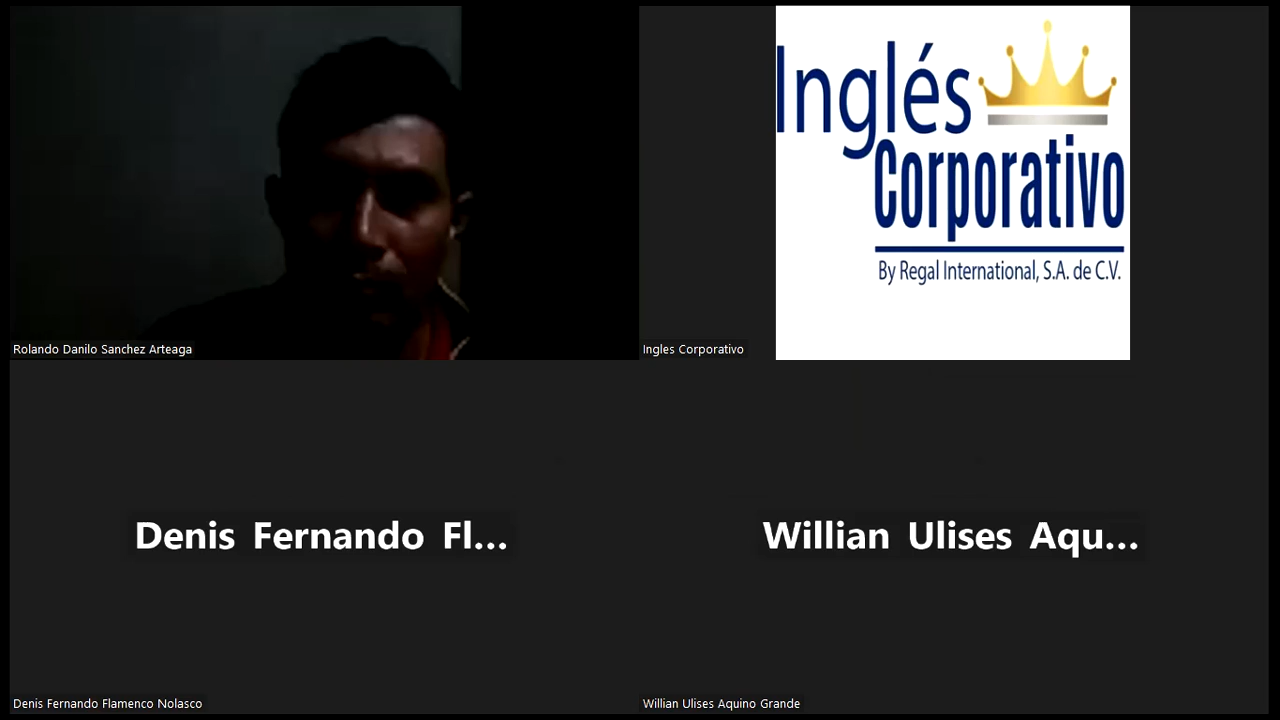 Inglés
Corporativo
By Regal International, S.A. de C.V.
Rolando Danilo Sanchez Arteaga
Ingles Corporativo
Denis Fernando Fl...
Willian Ulises Aqu...
Denis Fernando Flamenco Nolasco
Willian Ulises Aquino Grande